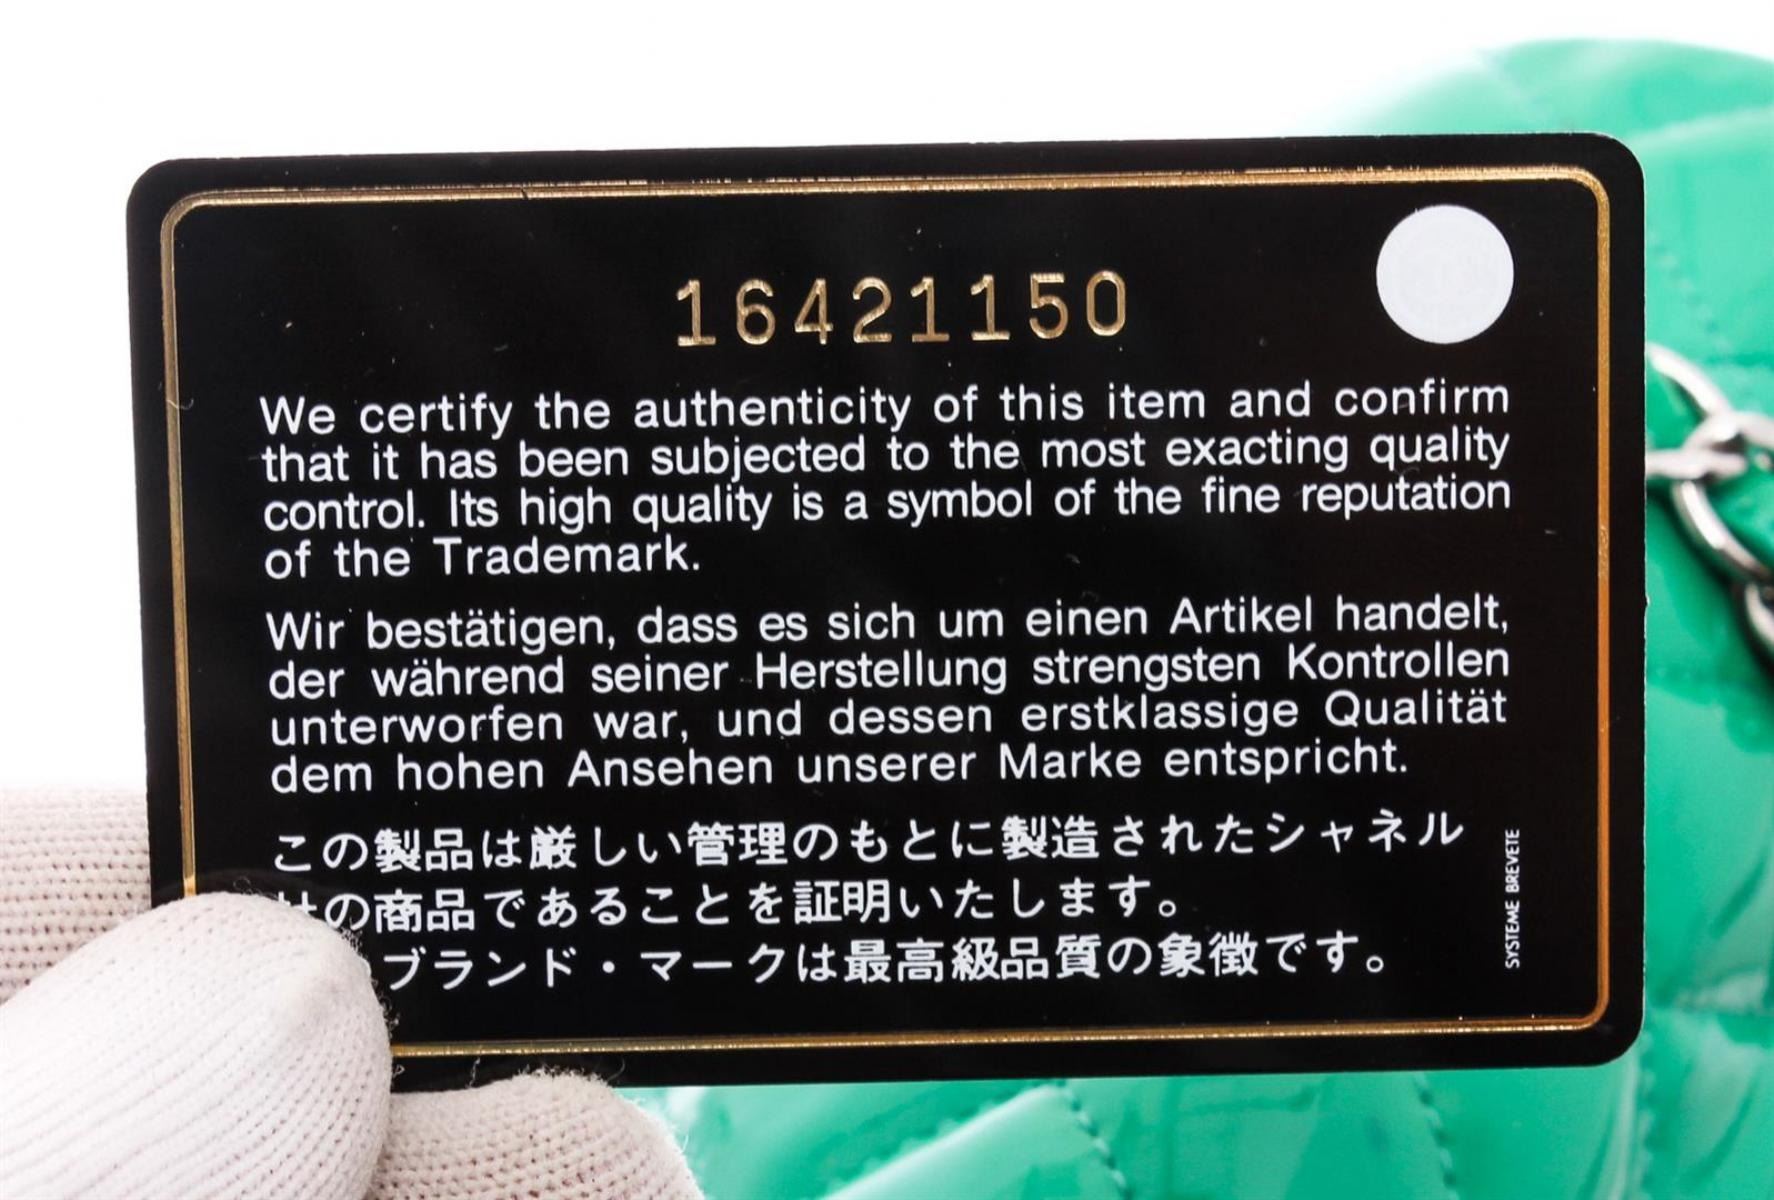 16421150
We certify the authenticity of this item and confirm
that it has been subjected to the most exacting quality
control. Its high quality is a symbol of the fine reputation
of the Trademark.
Wir bestätigen, dass es sich um einen Artikel handelt,
der während seiner Herstellung strengsten Kontrollen
unterworfen war, und dessen erstklassige Qualität
dem hohen Ansehen unserer Marke entspricht.
この製品は厳しい管理のもとに製造されたシャネル
の商品であることを証明いたします。
ブランド・マークは最高級品質の象徴です。
SYSTEME BREVETE